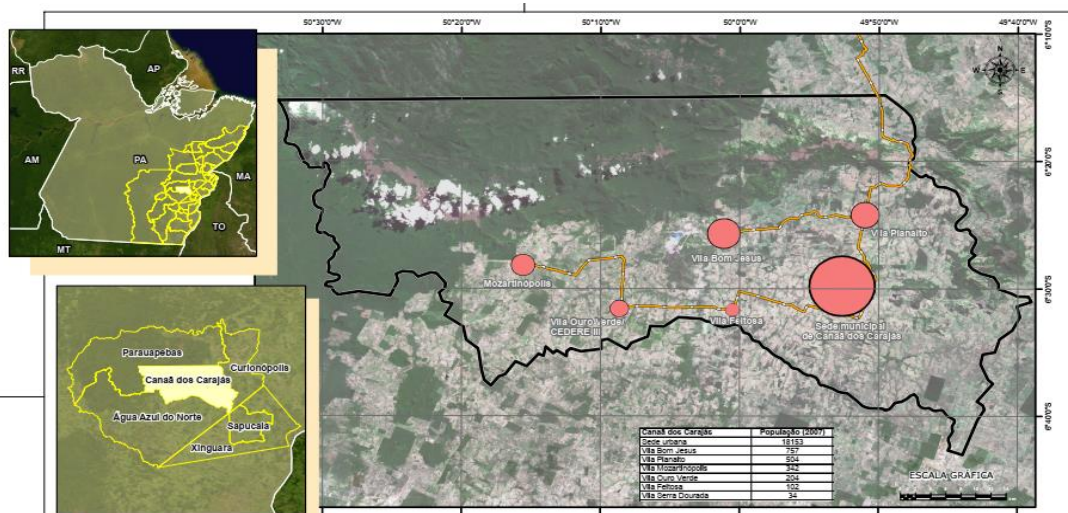 50°30'0"W
50°20'0"W
50°10'0"W
50°0'0"W
49°50'0"W
49°40'0"W
6°10'0"S
6°20'0"S
6°30'0"S
6°40'0"S
N
W
E
S
RR
AP
AM
PA
MA
TO
MT
Vila Planalto
Vila Bom Jesus
Mozartinópolis
Vila Ouro Verde/
CEDERE III
Vila Feitosa
Sede municipal
de Canaã dos Carajás
Parauapebas
Curionópolis
Canaã dos Carajás
Água Azul do Norte
Sapucaia
Xinguara
Canaã dos Carajás População (2007)
Sede urbana 18153
Vila Bom Jesus 757
Vila Planalto 504
Vila Mozartinópolis 342
Vila Ouro Verde 204
Vila Feitosa 102
Vila Serra Dourada 34
ESCALA GRÁFICA